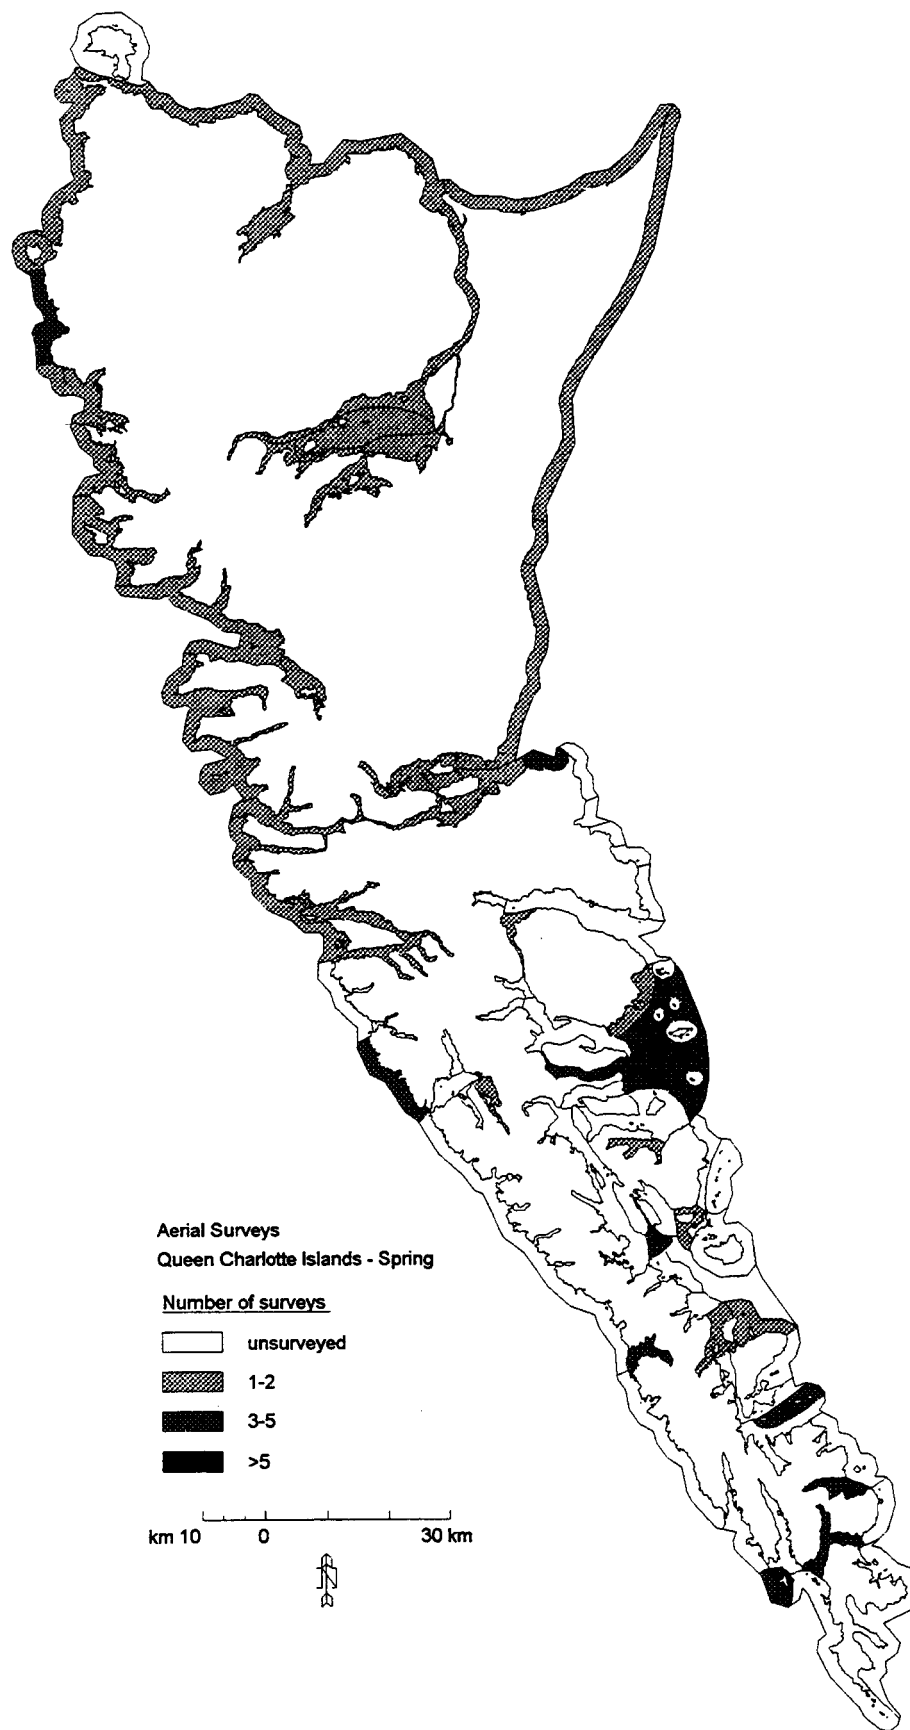 Aerial Surveys
Queen Charlotte Islands - Spring
Number of surveys
unsurveyed
1-2
3-5
>5
km 10 0 30 km
N